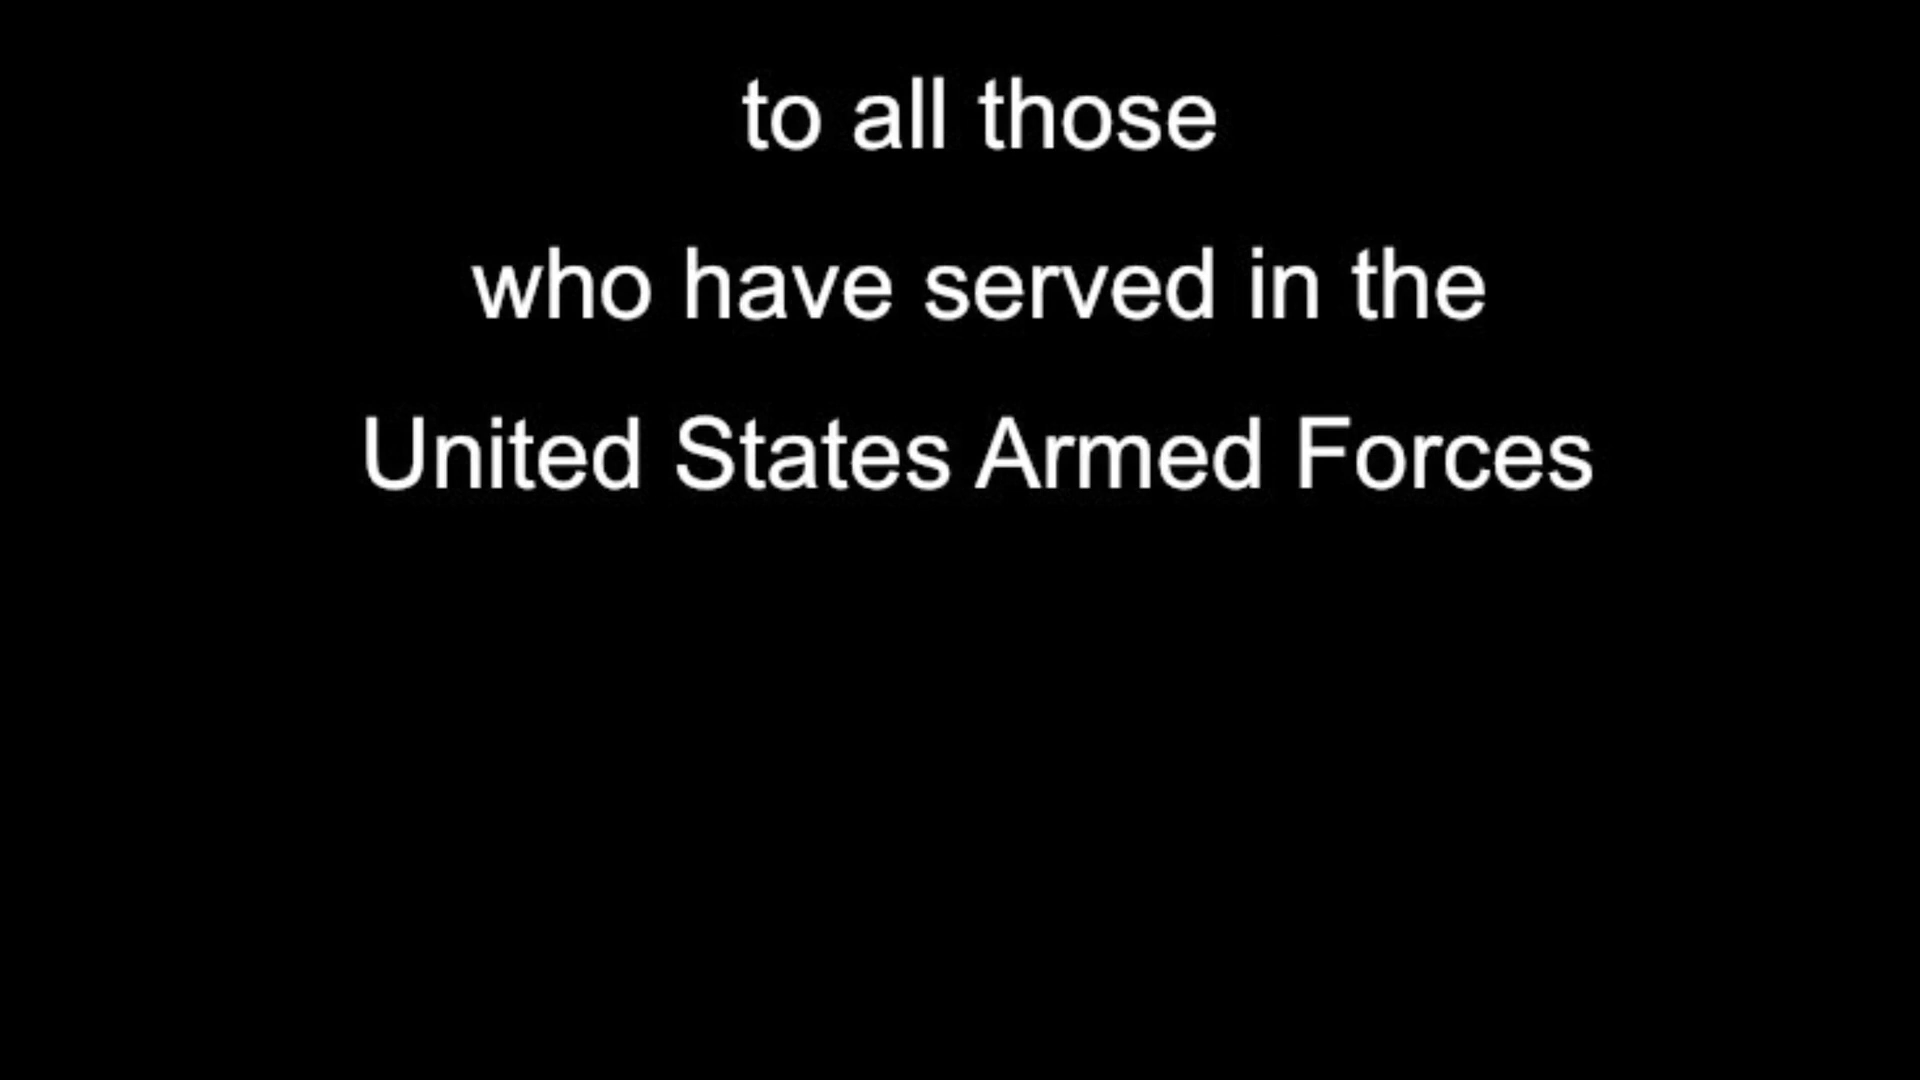 to all those
who have served in the
United States Armed Forces